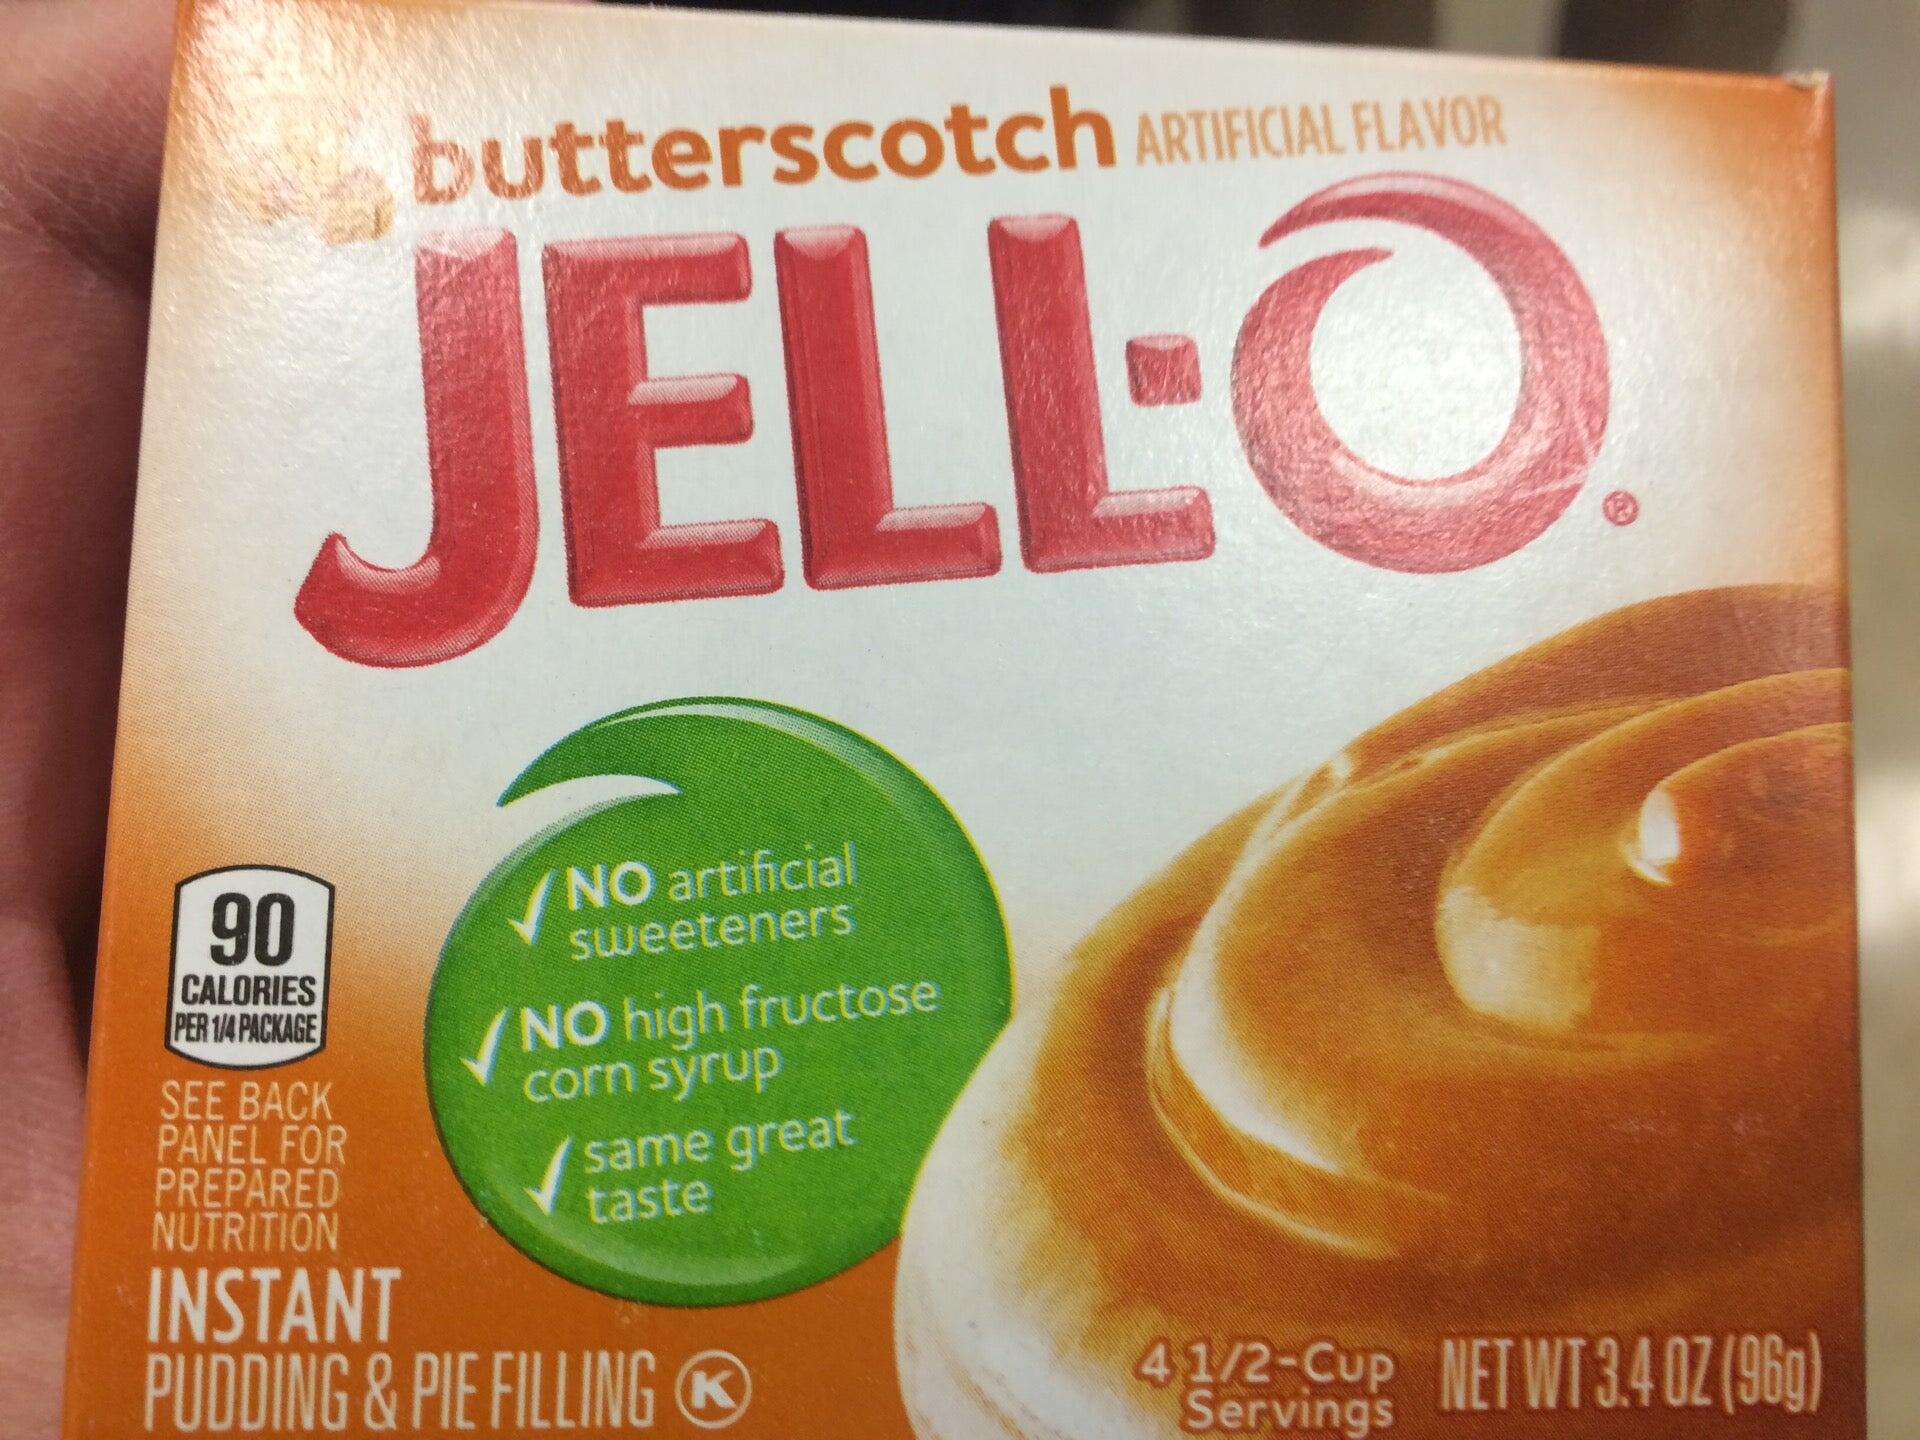 butterscotch ARTIFICIAL FLAVOR
JELL-O®
✓ NO artificial
sweeteners
✓ NO high fructose
corn syrup
✓ same great
taste
90
CALORIES
PER 1/4 PACKAGE
SEE BACK
PANEL FOR
PREPARED
NUTRITION
INSTANT
PUDDING & PIE FILLING K
4 1/2-Cup
Servings
NET WT 3.4 OZ (96g)